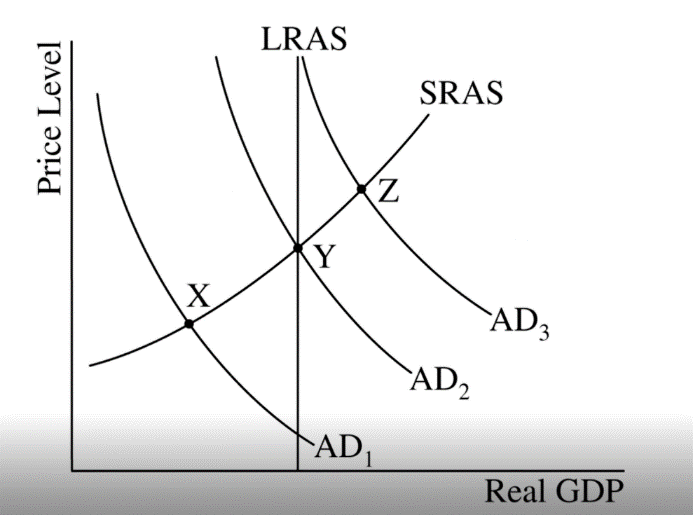 LRAS
SRAS
Price Level
Z
Y
X
AD3
AD2
AD1
Real GDP